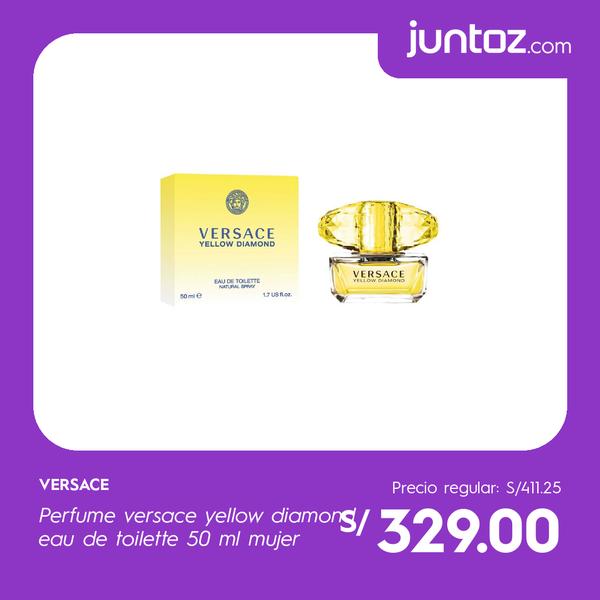 juntoz.com
VERSACE
YELLOW DIAMOND
EAU DE TOILETTE
NATURAL SPRAY
50 ml ℮ 1.7 US fl.oz.
VERSACE
YELLOW DIAMOND
VERSACE
Perfume versace yellow diamond
eau de toilette 50 ml mujer
Precio regular: S/411.25
S/ 329.00